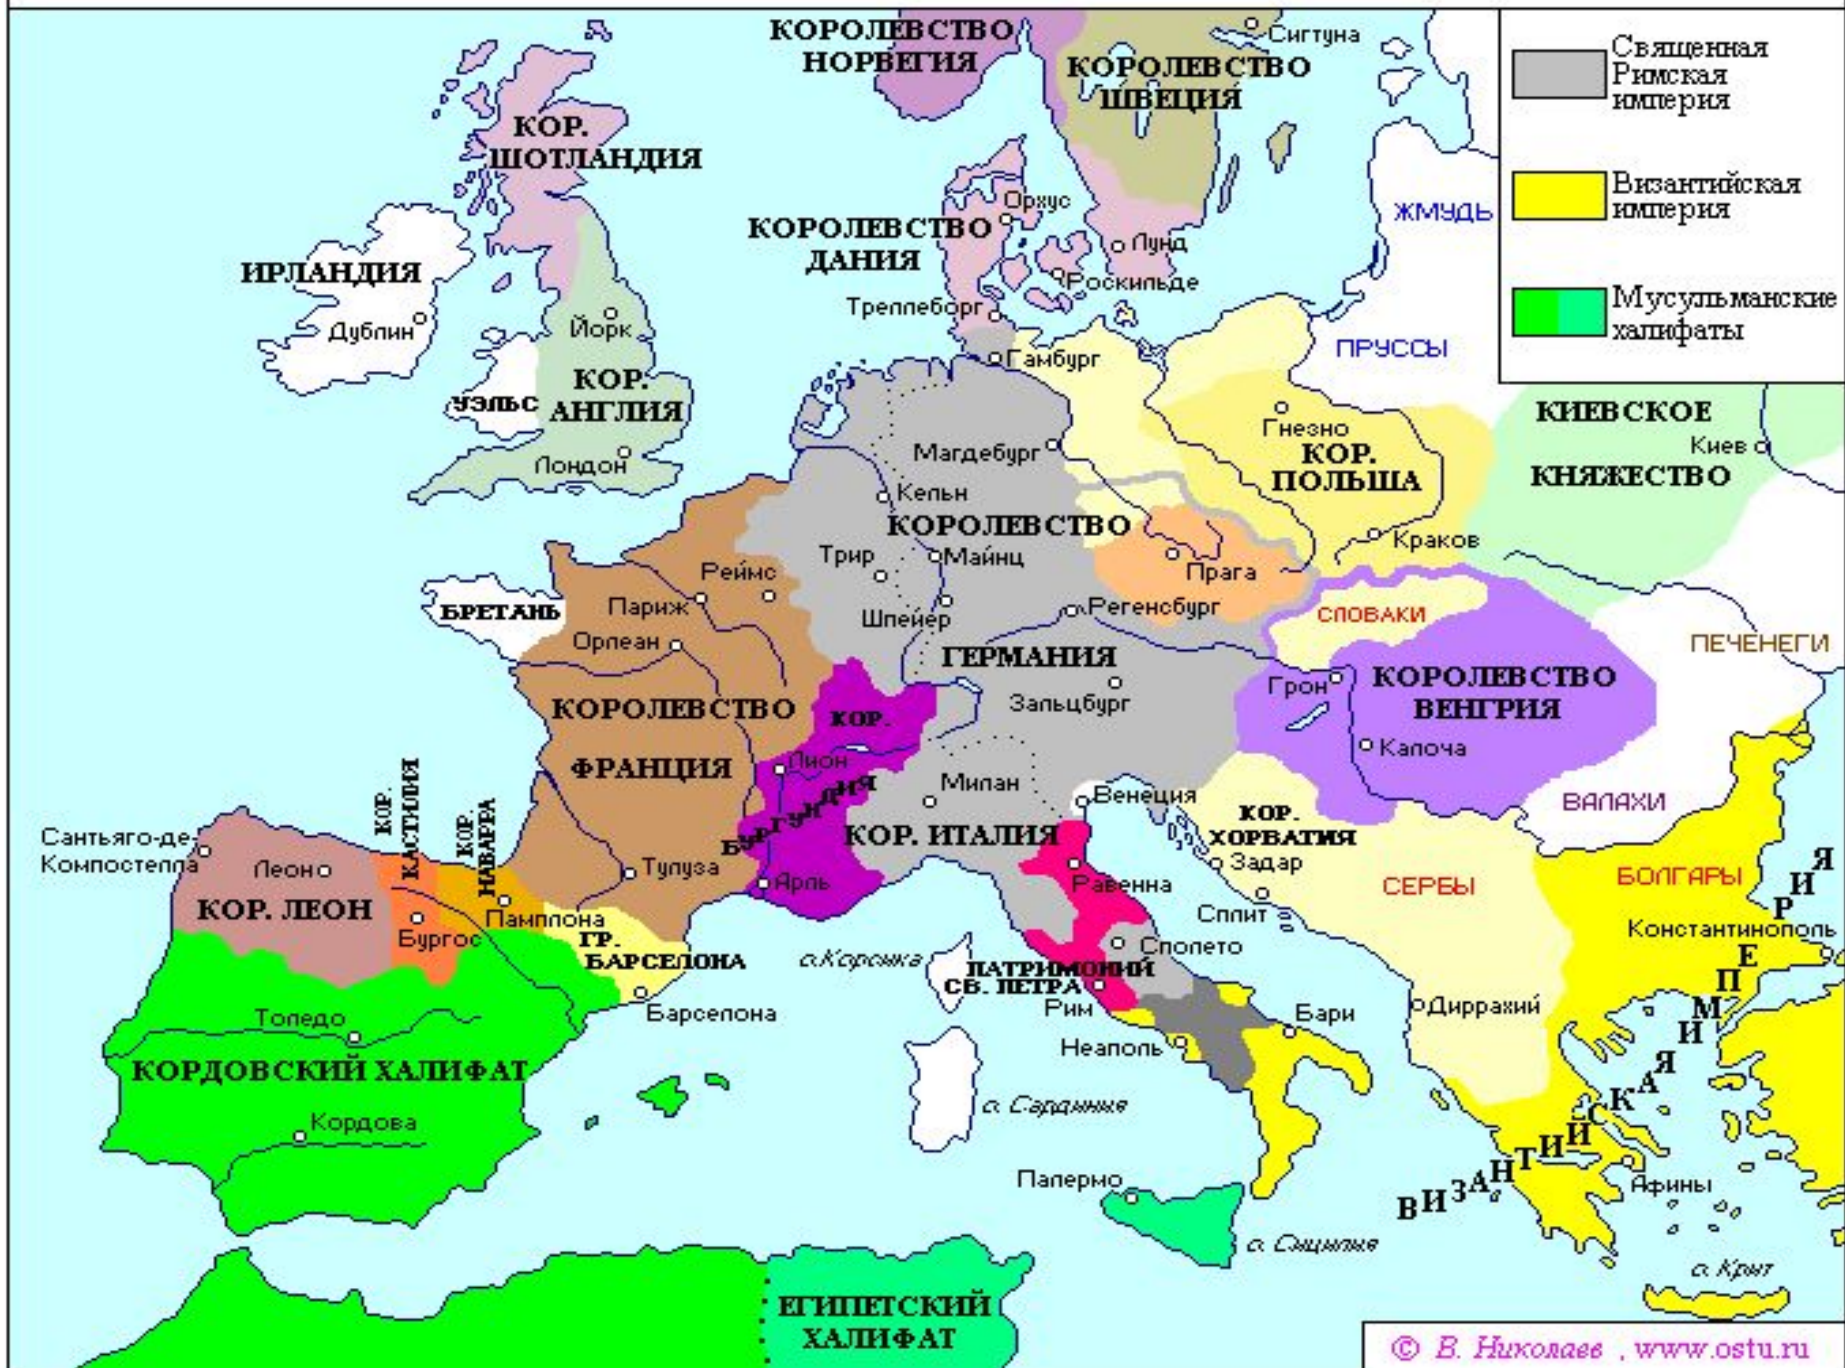 КОРОЛЕВСТВО
НОРВЕГИЯ
КОРОЛЕВСТВО
ШВЕЦИЯ
Сигтуна
Священная
Римская
империя
Византийская
империя
Мусульманские
халифаты
КОР.
ШОТЛАНДИЯ
КОРОЛЕВСТВО
ДАНИЯ
Орхус
Лунд
Роскильде
Треллеборг
Гамбург
ЖМУДЬ
ПРУССЫ
ИРЛАНДИЯ
Дублин
Йорк
УЭЛЬС
КОР.
АНГЛИЯ
Лондон
КИЕВСКОЕ
КНЯЖЕСТВО
Киев
Гнезно
КОР.
ПОЛЬША
Краков
Магдебург
Кельн
КОРОЛЕВСТВО
ГЕРМАНИЯ
Трир
Майнц
Шпейер
Регенсбург
Прага
Зальцбург
Реймс
Париж
Орлеан
БРЕТАНЬ
КОРОЛЕВСТВО
ФРАНЦИЯ
Тулуза
КОР.
БУРГУНДИЯ
Лион
Арль
СЛОВАКИ
ПЕЧЕНЕГИ
Грон
КОРОЛЕВСТВО
ВЕНГРИЯ
Калоча
ВАЛАХИ
Милан
Венеция
КОР. ИТАЛИЯ
Равенна
КОР.
ХОРВАТИЯ
Задар
Сплит
СЕРБЫ
БОЛГАРЫ
Константинополь
Диррахий
Сантьяго-де-
Компостелла
Леон
КОР. ЛЕОН
КОР.
КАСТИЛИЯ
КОР.
НАВАРРА
Бургос
Памплона
ГР.
БАРСЕЛОНА
Барселона
о.Корсика
Сполето
ПАТРИМОНИЙ
СВ. ПЕТРА
Рим
Неаполь
Бари
Толедо
КОРДОВСКИЙ ХАЛИФАТ
Кордова
о. Сардиния
Палермо
о. Сицилия
ВИЗАНТИЙСКАЯ
ИМПЕРИЯ
Афины
о. Крит
ЕГИПЕТСКИЙ
ХАЛИФАТ
© В. Николаев , www.ostu.ru